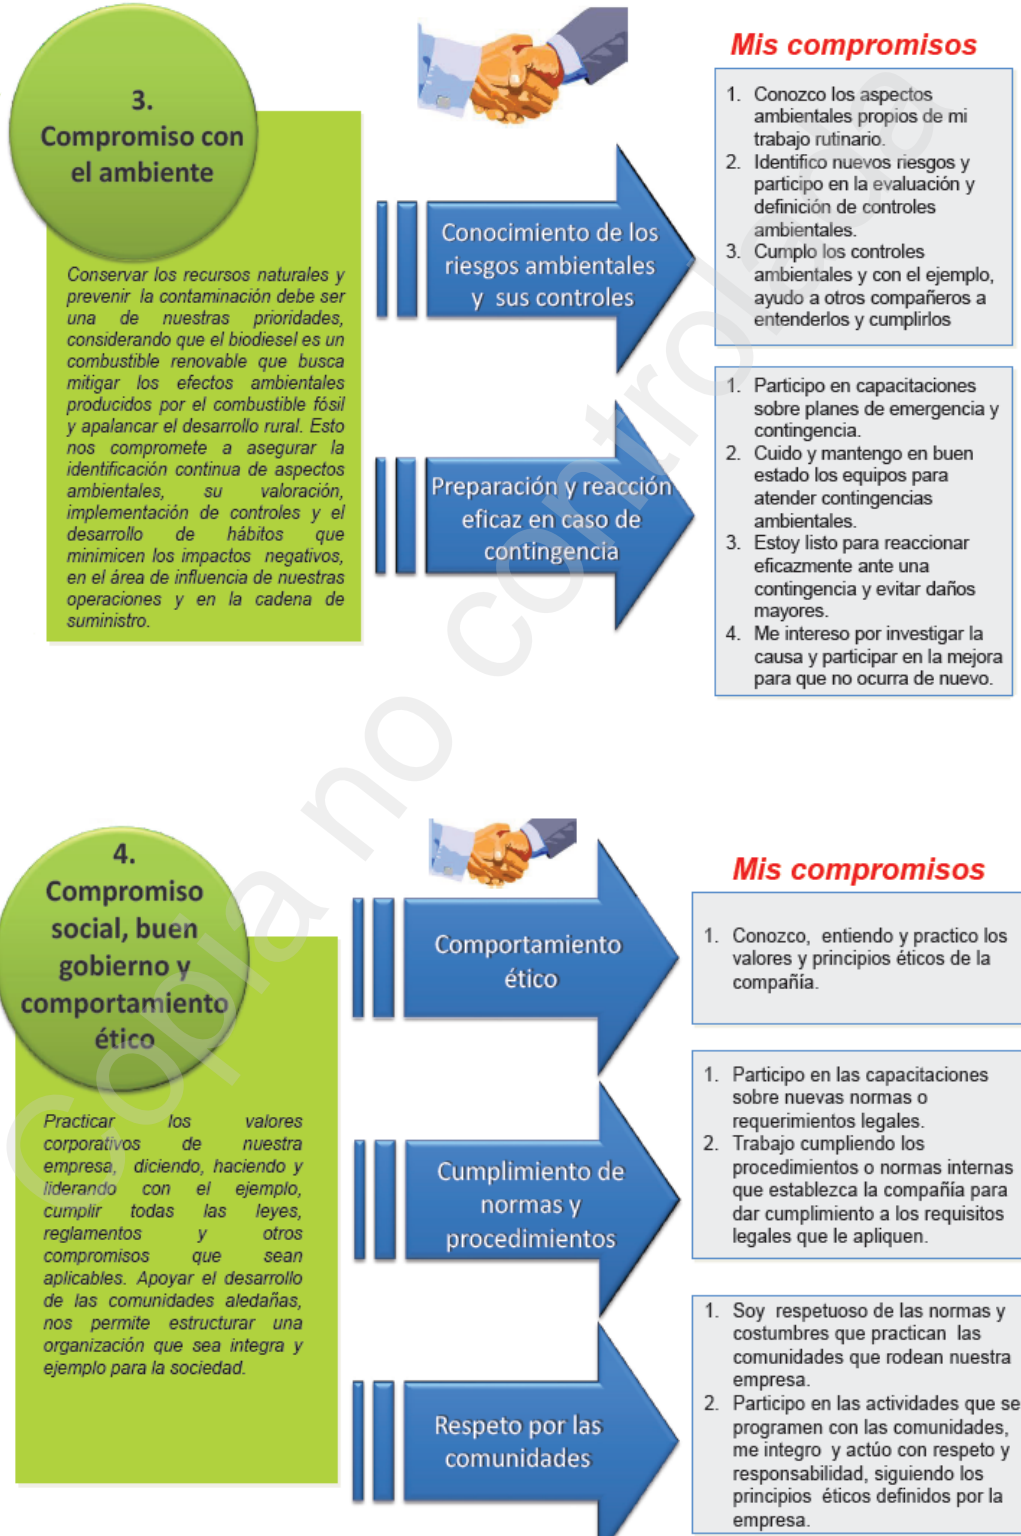 3.
Compromiso con
el ambiente
Conservar los recursos naturales y
prevenir la contaminación debe ser
una de nuestras prioridades,
considerando que el biodiesel es un
combustible renovable que busca
mitigar los efectos ambientales
producidos por el combustible fósil
y apalancar el desarrollo rural. Esto
nos compromete a asegurar la
identificación continua de aspectos
ambientales, su valoración,
implementación de controles y el
desarrollo de hábitos que
minimicen los impactos negativos,
en el área de influencia de nuestras
operaciones y en la cadena de
suministro.
Conocimiento de los
riesgos ambientales
y sus controles
Preparación y reacción
eficaz en caso de
contingencia
Mis compromisos
1. Conozco los aspectos
ambientales propios de mi
trabajo rutinario.
2. Identifico nuevos riesgos y
participo en la evaluación y
definición de controles
ambientales.
3. Cumplo los controles
ambientales y con el ejemplo,
ayudo a otros compañeros a
entenderlos y cumplirlos
1. Participo en capacitaciones
sobre planes de emergencia y
contingencia.
2. Cuido y mantengo en buen
estado los equipos para
atender contingencias
ambientales.
3. Estoy listo para reaccionar
eficazmente ante una
contingencia y evitar daños
mayores.
4. Me intereso por investigar la
causa y participar en la mejora
para que no ocurra de nuevo.
4.
Compromiso
social, buen
gobierno y
comportamiento
ético
Practicar los valores
corporativos de nuestra
empresa, diciendo, haciendo y
liderando con el ejemplo,
cumplir todas las leyes,
reglamentos y otros
compromisos que sean
aplicables. Apoyar el desarrollo
de las comunidades aledañas,
nos permite estructurar una
organización que sea integra y
ejemplo para la sociedad.
Comportamiento
ético
Cumplimiento de
normas y
procedimientos
Respeto por las
comunidades
Mis compromisos
1. Conozco, entiendo y practico los
valores y principios éticos de la
compañía.
1. Participo en las capacitaciones
sobre nuevas normas o
requerimientos legales.
2. Trabajo cumpliendo los
procedimientos o normas internas
que establezca la compañía para
dar cumplimiento a los requisitos
legales que le apliquen.
1. Soy respetuoso de las normas y
costumbres que practican las
comunidades que rodean nuestra
empresa.
2. Participo en las actividades que se
programen con las comunidades,
me integro y actúo con respeto y
responsabilidad, siguiendo los
principios éticos definidos por la
empresa.
Copia no controlada